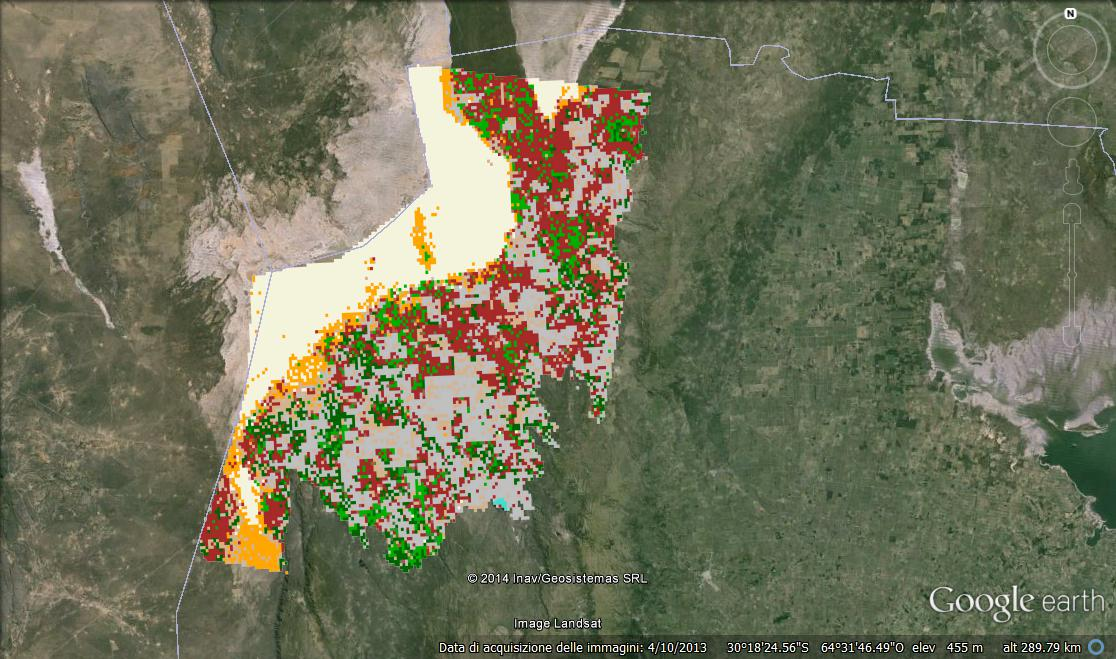 N
© 2014 Inav/Geosistemas SRL
Google earth
Image Landsat
Data di acquisizione delle immagini: 4/10/2013 30°18'24.56"S 64°31'46.49"O elev 455 m alt 289.79 km